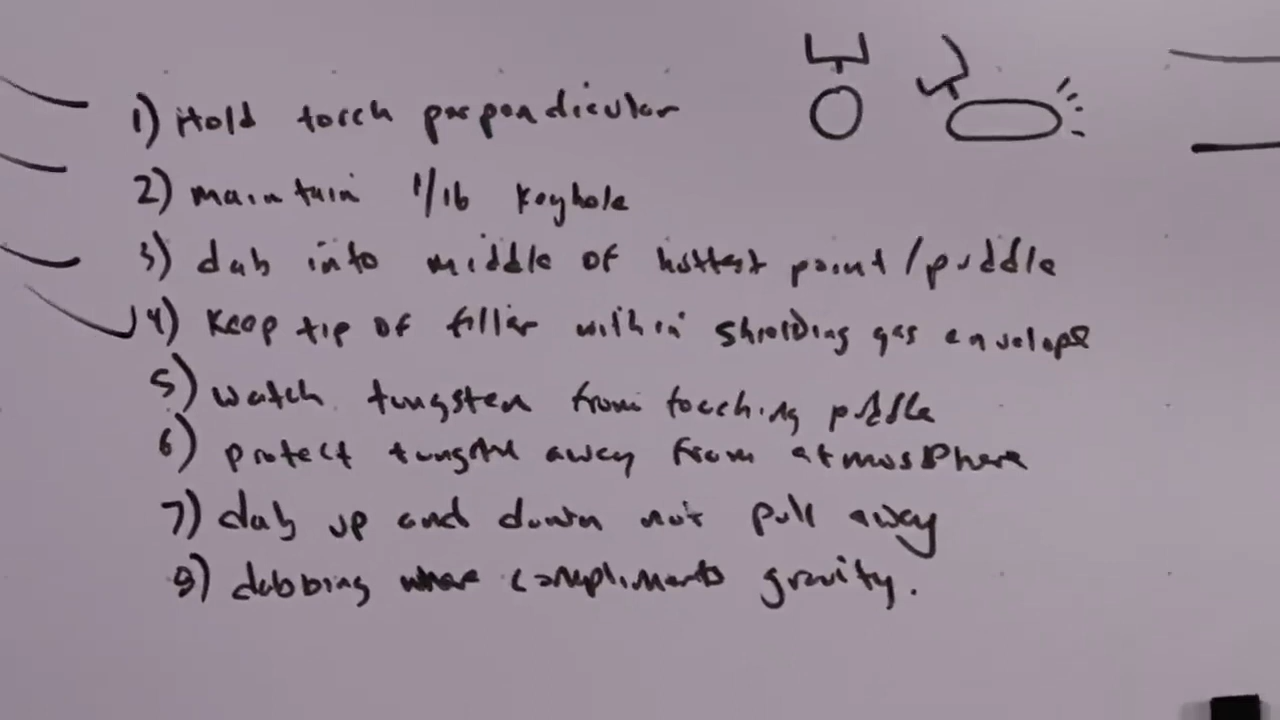 1) Hold torch perpendicular
2) maintain 1/16 keyhole
3) dab into middle of hottest point/puddle
4) Keep tip of filler within shielding gas envelope
5) watch tungsten from touching puddle
6) protect tungsten away from atmosphere
7) dab up and down not pull away
8) dabbing where compliments gravity.